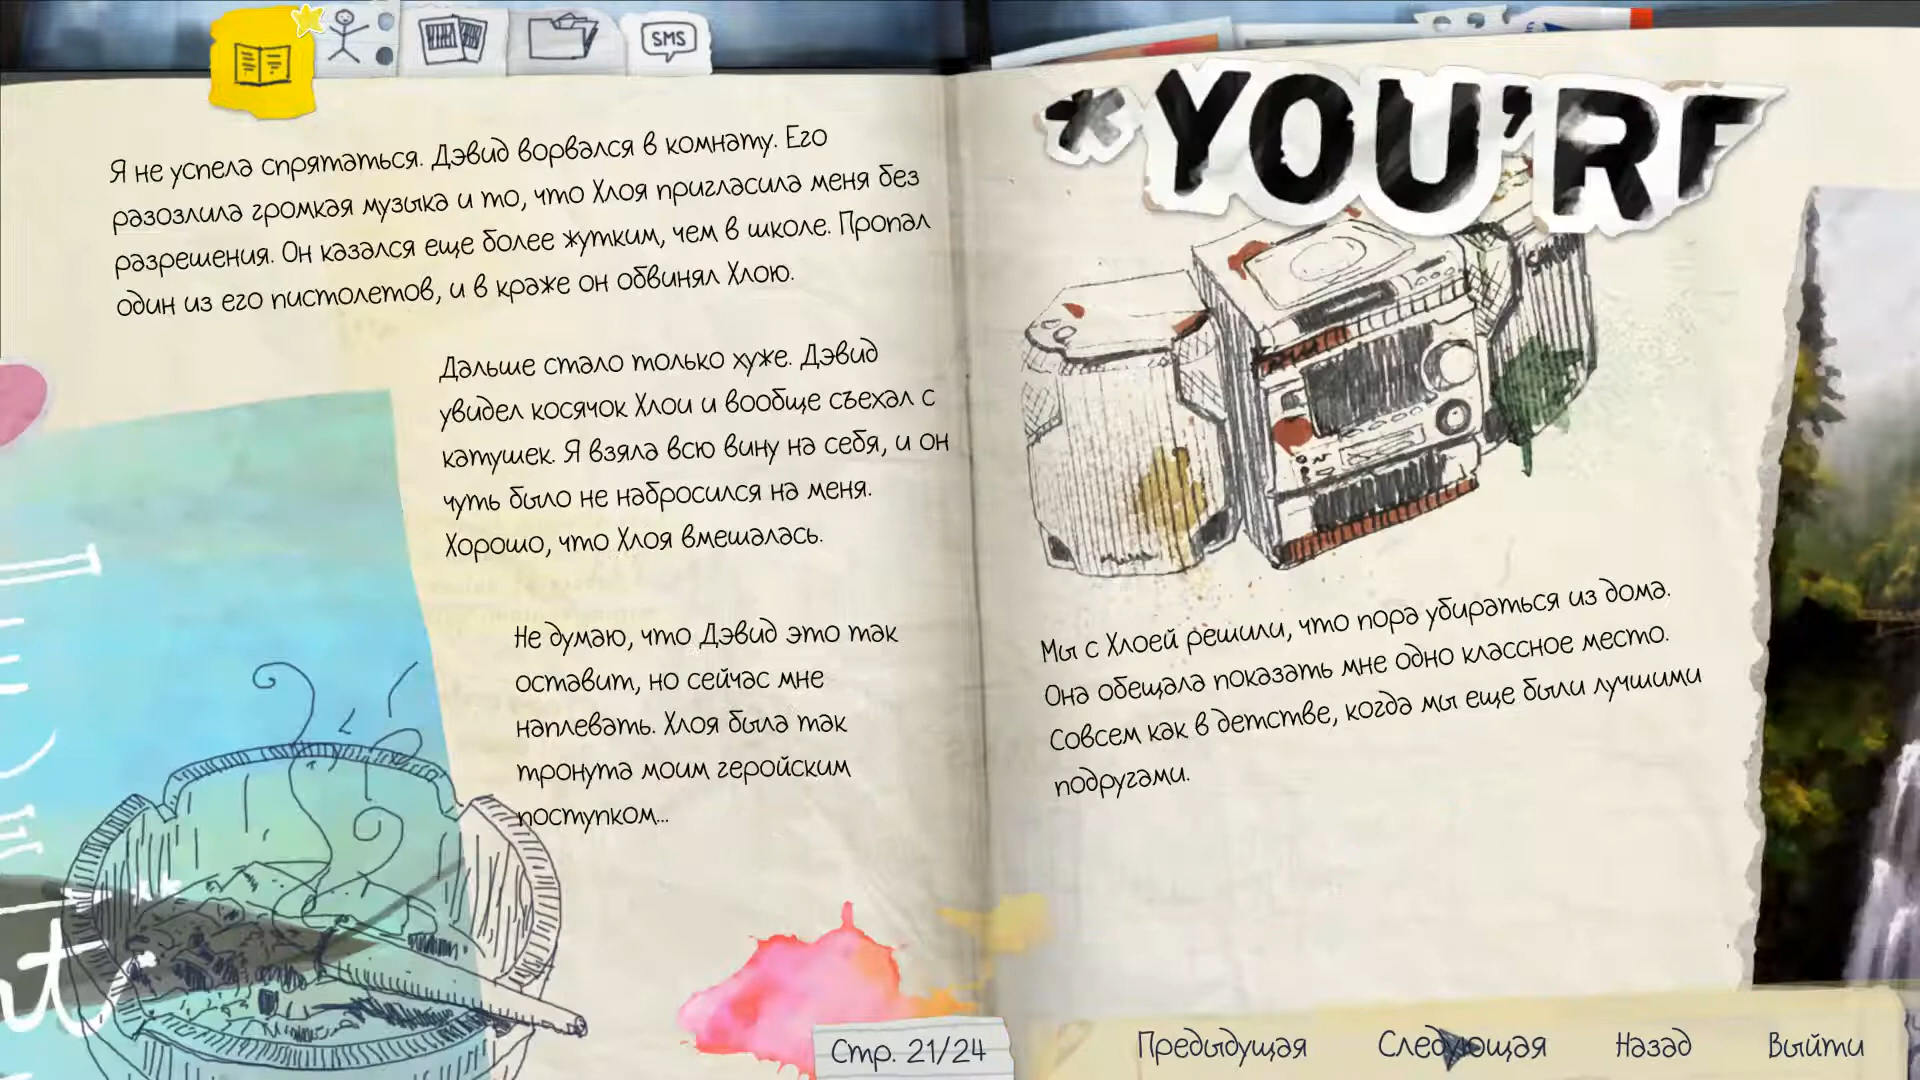 SMS
Я не успела спрятаться. Дэвид ворвался в комнату. Его
разозлила громкая музыка и то, что Хлоя пригласила меня без
разрешения. Он казался еще более жутким, чем в школе. Пропал
один из его пистолетов, и в краже он обвинял Хлою.
Дальше стало только хуже. Дэвид
увидел косячок Хлои и вообще съехал с
катушек. Я взяла всю вину на себя, и он
чуть было не набросился на меня.
Хорошо, что Хлоя вмешалась.
Не думаю, что Дэвид это так
оставит, но сейчас мне
наплевать. Хлоя была так
тронута моим геройским
поступком...
*YOU'RE
Мы с Хлоей решили, что пора убираться из дома.
Она обещала показать мне одно классное место.
Совсем как в детстве, когда мы еще были лучшими
подругами.
Стр. 21/24
Предыдущая
Следующая
Назад
Выйти